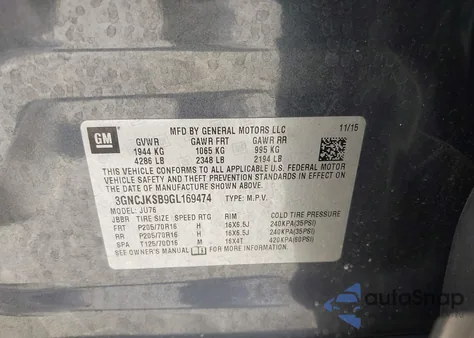 GM
MFD BY GENERAL MOTORS LLC 11/15
GVWR GAWR FRT GAWR RR
1944 KG 1065 KG 995 KG
4286 LB 2348 LB 2194 LB
THIS VEHICLE CONFORMS TO ALL APPLICABLE U.S. FEDERAL
MOTOR VEHICLE SAFETY, BUMPER, AND THEFT PREVENTION
STANDARDS IN EFFECT ON THE DATE OF MANUFACTURE
SHOWN ABOVE.
3GNCJKSB9GL169474 TYPE: M.P.V.
MODEL: JU76
JBBR TIRE SIZE SPEED RTG RIM COLD TIRE PRESSURE
FRT P205/70R16 H 16X6.5J 240KPA(35PSI)
RR P205/70R16 H 16X6.5J 240KPA(35PSI)
SPA T125/70D16 M 16X4T 420KPA(60PSI)
SEE OWNER'S MANUAL FOR MORE INFORMATION.
autoSnap